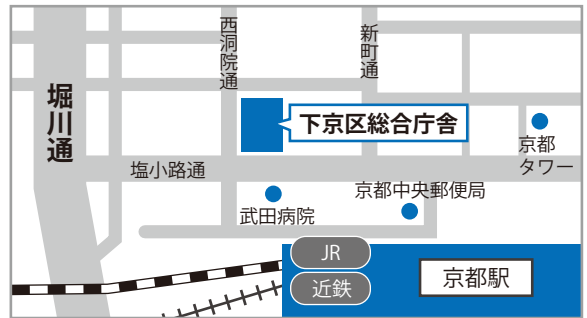 西洞院通
新町通
堀川通
下京区総合庁舎
京都
タワー
塩小路通
京都中央郵便局
武田病院
JR
近鉄
京都駅